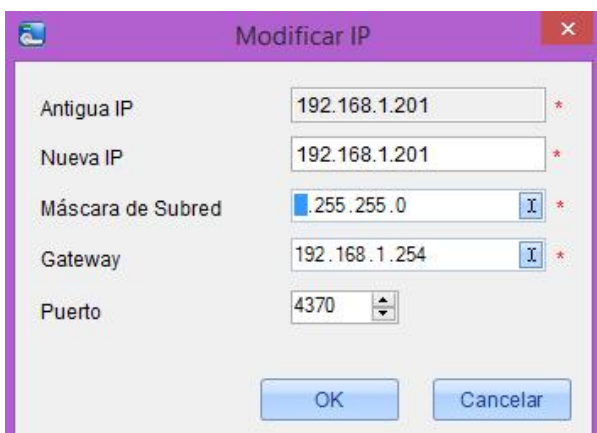 Modificar IP
Antigua IP 192.168.1.201 *
Nueva IP 192.168.1.201 *
Máscara de Subred .255.255.0 *
Gateway 192.168.1.254 *
Puerto 4370
OK Cancelar